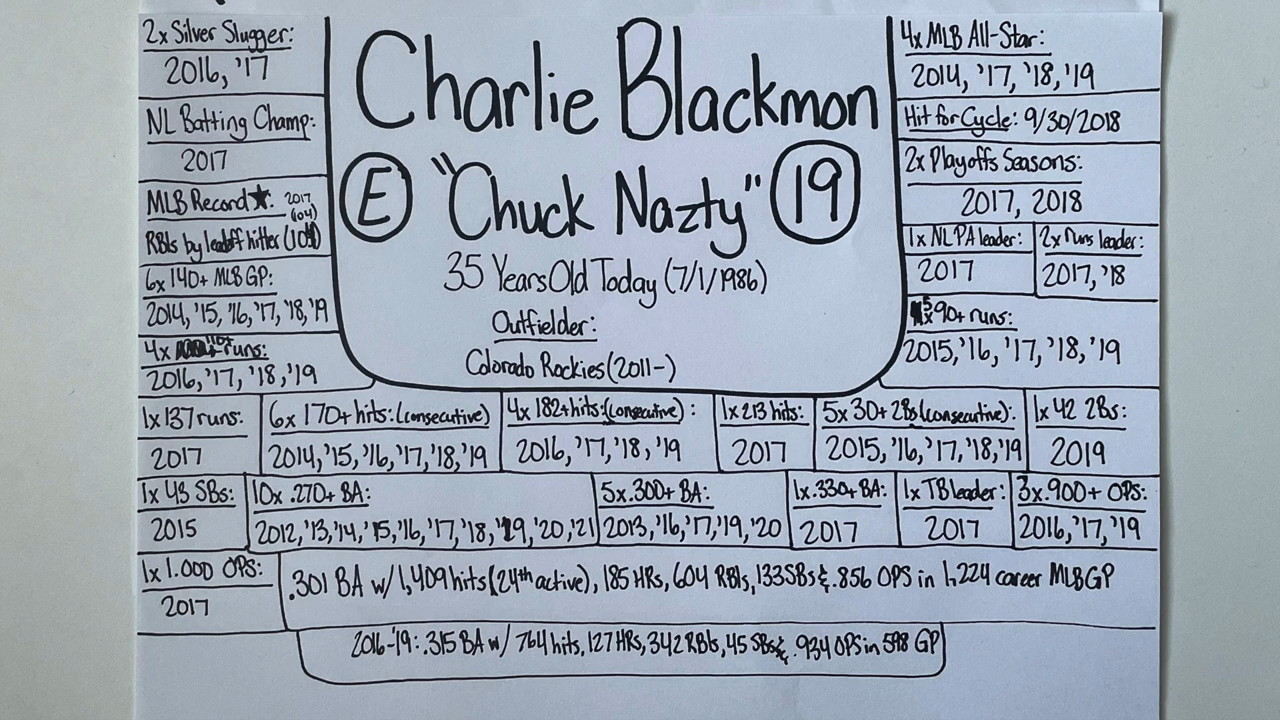 2x Silver Slugger:
2016, '17
NL Batting Champ:
2017
MLB Record★: 2017
(104)
RBIs by leadoff hitter (104)
6x 140+ MLB GP:
2014, '15, '16, '17, '18, '19
4x runs:
2016, '17, '18, '19
Charlie Blackmon
E "Chuck Nazty" 19
35 Years Old Today (7/1/1986)
Outfielder:
Colorado Rockies (2011-)
4x MLB All-Star:
2014, '17, '18, '19
Hit for Cycle: 9/30/2018
2x Playoffs Seasons:
2017, 2018
1x NL PA leader:
2017
2x runs leader:
2017, '18
5x 90+ runs:
2015, '16, '17, '18, '19
1x 137 runs:
2017
6x 170+ hits: (consecutive)
2014, '15, '16, '17, '18, '19
4x 182+ hits: (consecutive) :
2016, '17, '18, '19
1x 213 hits:
2017
5x 30+ 2Bs (consecutive):
2015, '16, '17, '18, '19
1x 42 2Bs:
2019
1x 43 SBs:
2015
10x .270+ BA:
2012, '13, '14, '15, '16, '17, '18, '19, '20, '21
5x .300+ BA:
2013, '16, '17, '19, '20
1x .330+ BA:
2017
1x TB leader:
2017
3x .900+ OPS:
2016, '17, '19
1x 1.000 OPS:
2017
.301 BA w/ 1,409 hits (24th active), 185 HRs, 604 RBIs, 133 SBs & .856 OPS in 1,224 career MLB GP
2016-'19: .315 BA w/ 764 hits, 127 HRs, 342 RBIs, 45 SBs & .934 OPS in 598 GP